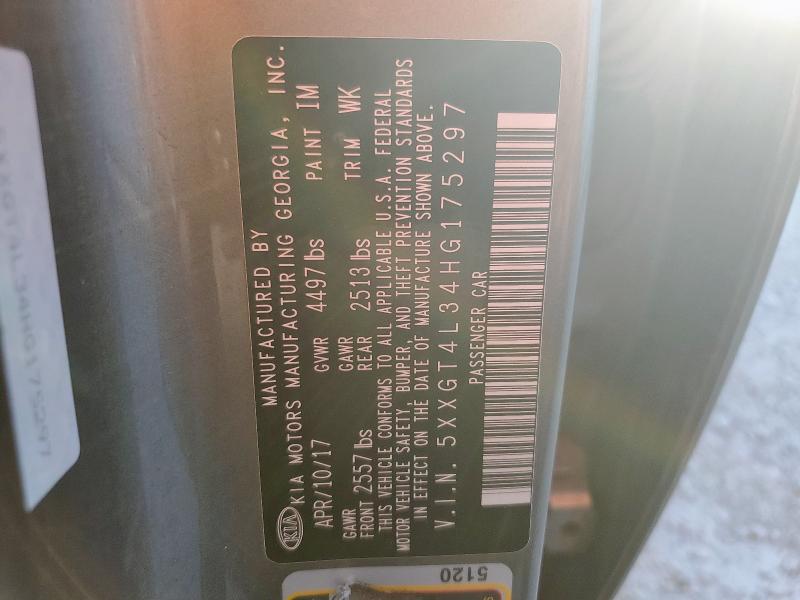 MANUFACTURED BY
KIA KIA MOTORS MANUFACTURING GEORGIA, INC.
APR/10/17 GVWR 4497 lbs PAINT IM
GAWR FRONT 2557 lbs GAWR REAR 2513 lbs TRIM WK
THIS VEHICLE CONFORMS TO ALL APPLICABLE U.S.A. FEDERAL
MOTOR VEHICLE SAFETY, BUMPER, AND THEFT PREVENTION STANDARDS
IN EFFECT ON THE DATE OF MANUFACTURE SHOWN ABOVE.
V.I.N. 5XXGT4L34HG175297
PASSENGER CAR
5120